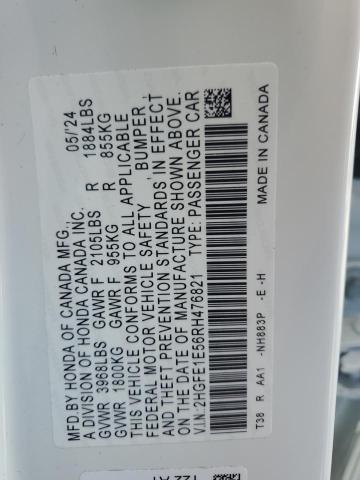 MFD.BY HONDA OF CANADA MFG., 05/'24
A DIVISION OF HONDA CANADA INC.
GVWR 3968LBS GAWR F 2105LBS R 1884LBS
GVWR 1800KG GAWR F 955KG R 855KG
THIS VEHICLE CONFORMS TO ALL APPLICABLE
FEDERAL MOTOR VEHICLE SAFETY, BUMPER,
AND THEFT PREVENTION STANDARDS IN EFFECT
ON THE DATE OF MANUFACTURE SHOWN ABOVE.
V.I.N:2HGFE1E56RH476821 TYPE: PASSENGER CAR
T38 R AA1 -NH883P -E -H MADE IN CANADA